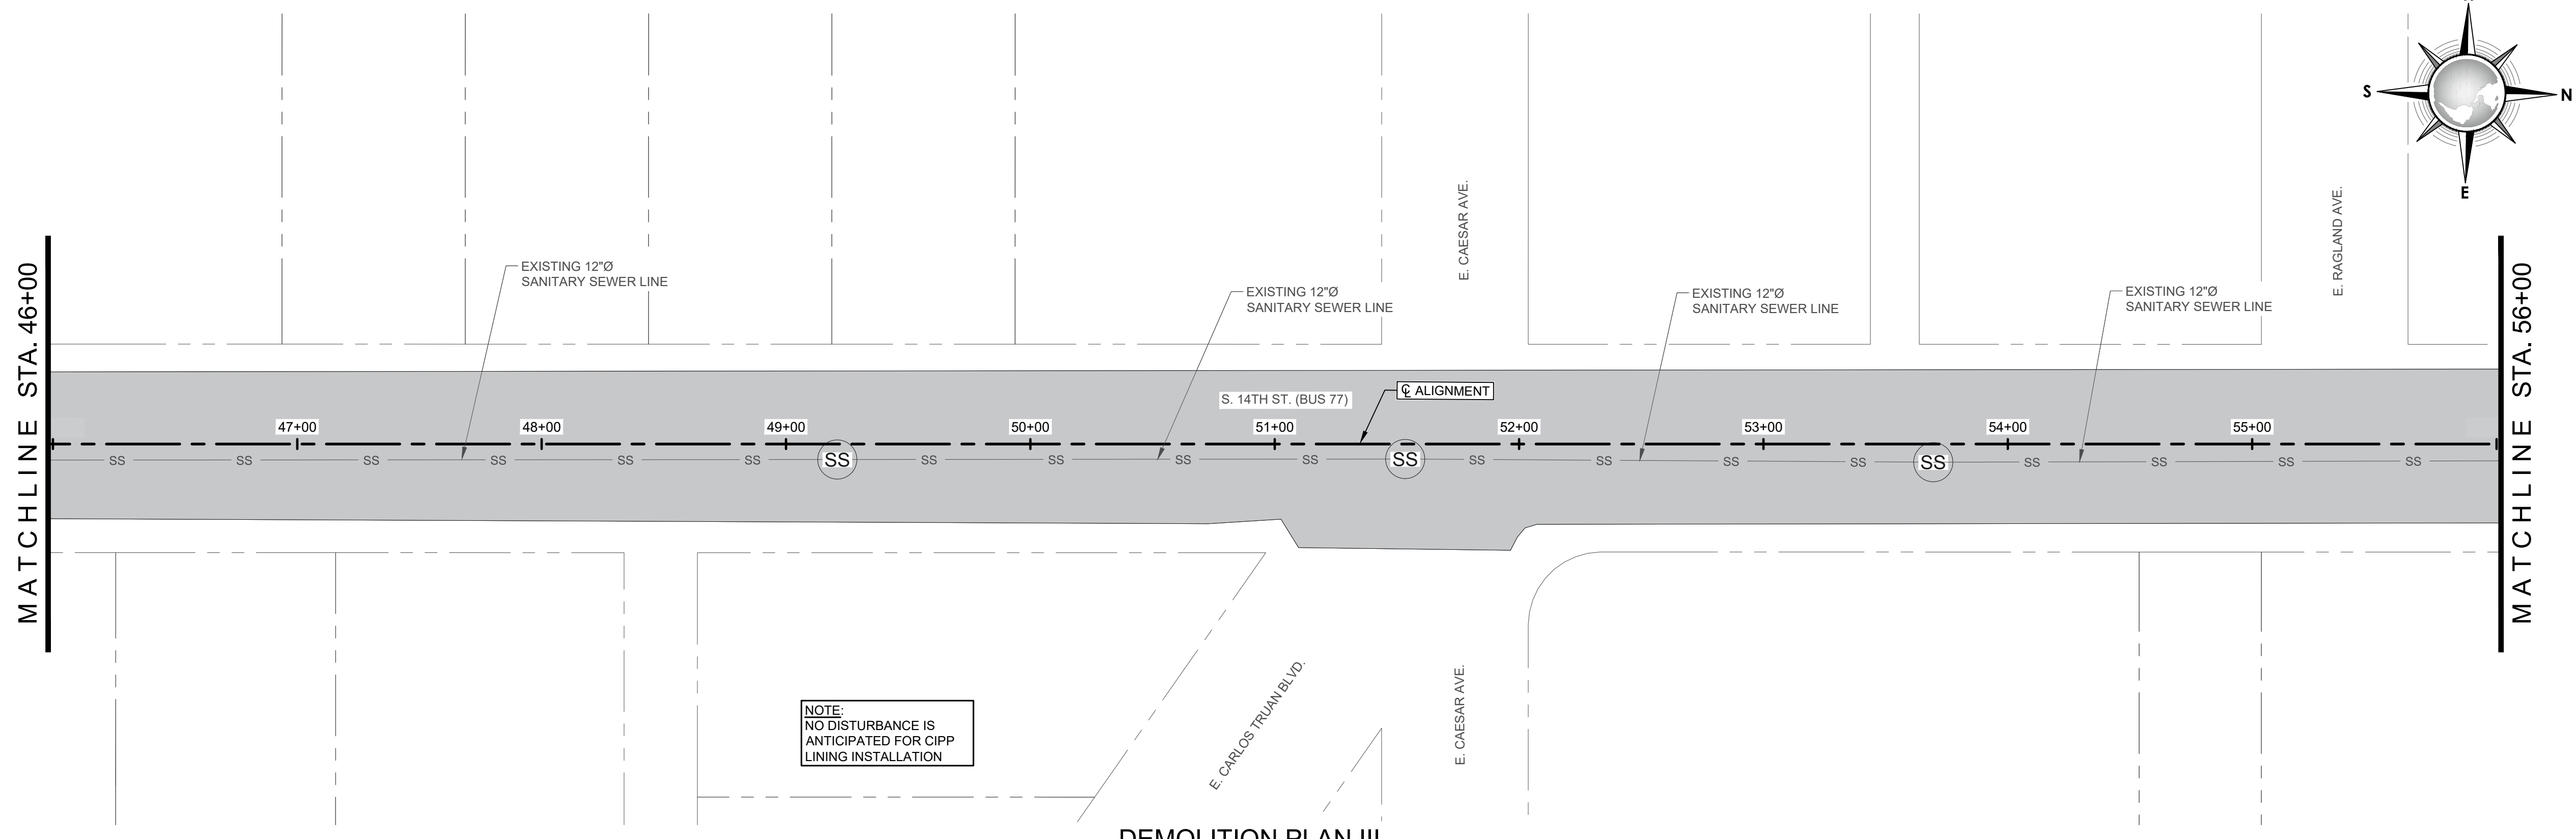 S
N
E
E. CAESAR AVE.
E. RAGLAND AVE.
EXISTING 12"Ø
SANITARY SEWER LINE
EXISTING 12"Ø
SANITARY SEWER LINE
EXISTING 12"Ø
SANITARY SEWER LINE
EXISTING 12"Ø
SANITARY SEWER LINE
MATCHLINE STA. 46+00
MATCHLINE STA. 56+00
S. 14TH ST. (BUS 77)
℄ ALIGNMENT
47+00 48+00 49+00 50+00 51+00 52+00 53+00 54+00 55+00
SS SS SS SS SS SS SS SS SS SS SS SS SS SS SS SS SS SS SS SS SS
NOTE:
NO DISTURBANCE IS
ANTICIPATED FOR CIPP
LINING INSTALLATION
E. CARLOS TRUAN BLVD.
E. CAESAR AVE.
DEMOLITION PLAN III